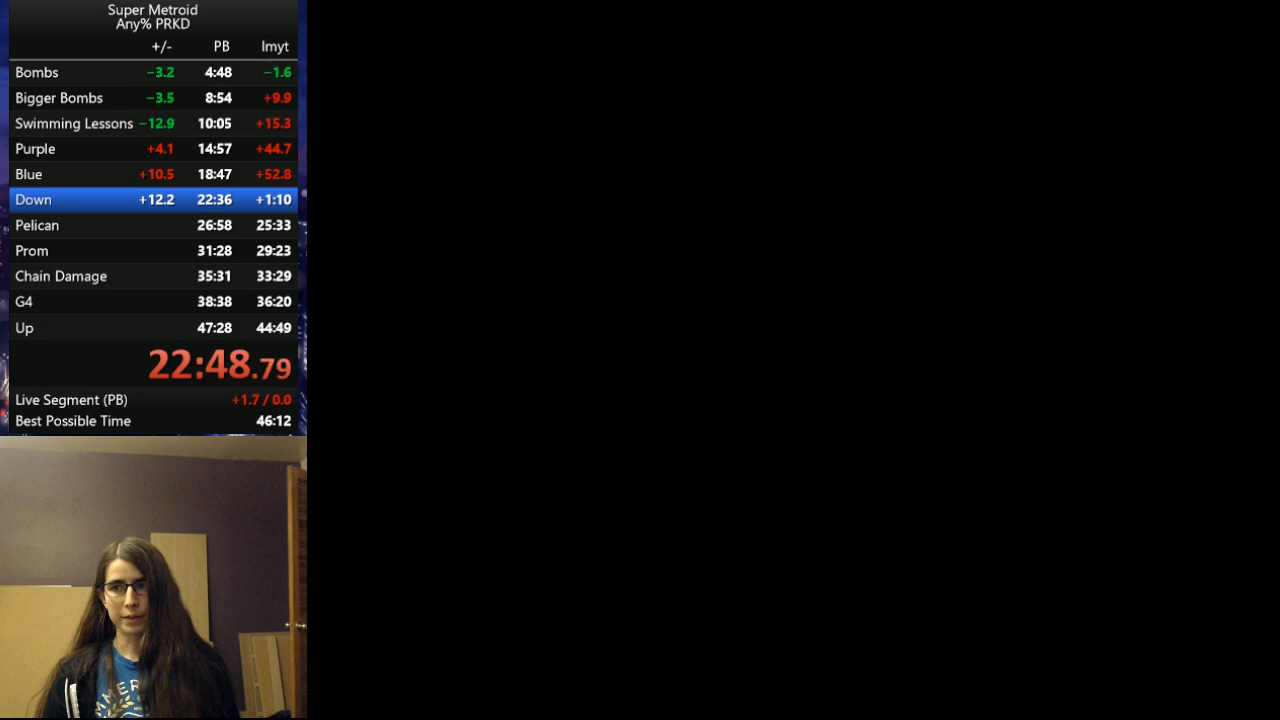 Super Metroid
Any% PRKD
+/- PB lmyt
Bombs −3.2 4:48 −1.6
Bigger Bombs −3.5 8:54 +9.9
Swimming Lessons −12.9 10:05 +15.3
Purple +4.1 14:57 +44.7
Blue +10.5 18:47 +52.8
Down +12.2 22:36 +1:10
Pelican 26:58 25:33
Prom 31:28 29:23
Chain Damage 35:31 33:29
G4 38:38 36:20
Up 47:28 44:49
22:48.79
Live Segment (PB) +1.7 / 0.0
Best Possible Time 46:12